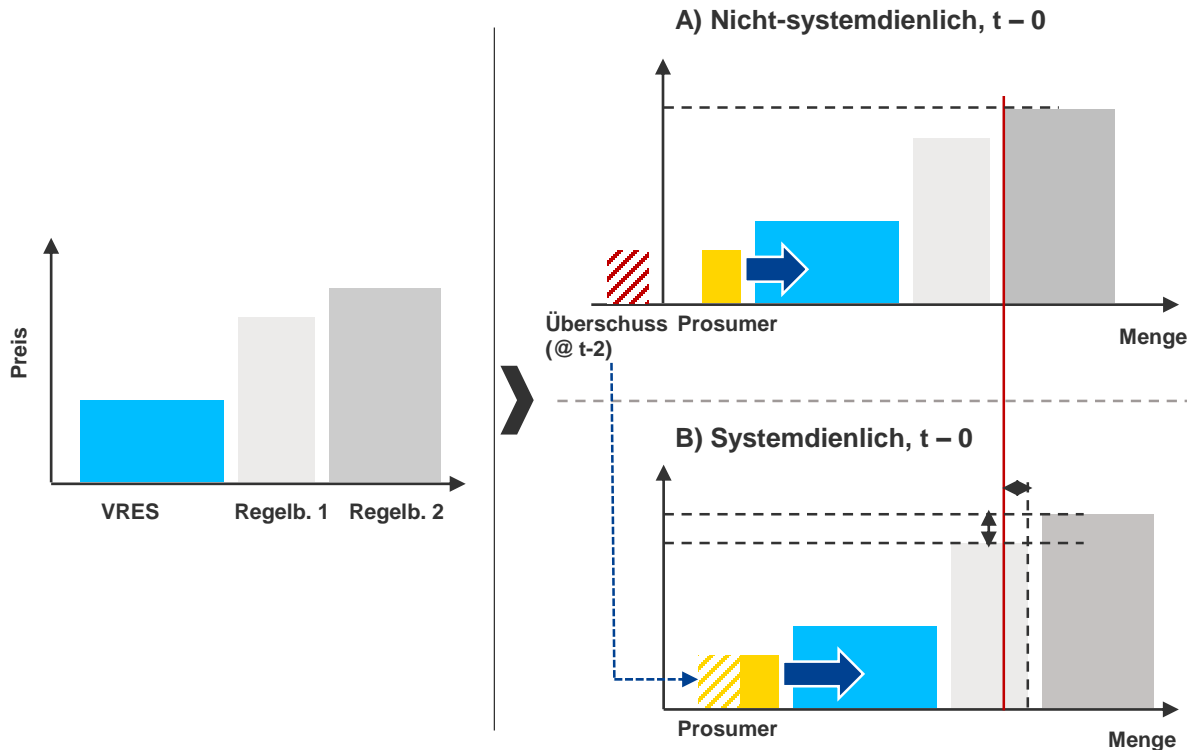 Preis
VRES
Regelb. 1
Regelb. 2
A) Nicht-systemdienlich, t – 0
Überschuss
(@ t-2)
Prosumer
Menge
B) Systemdienlich, t – 0
Prosumer
Menge